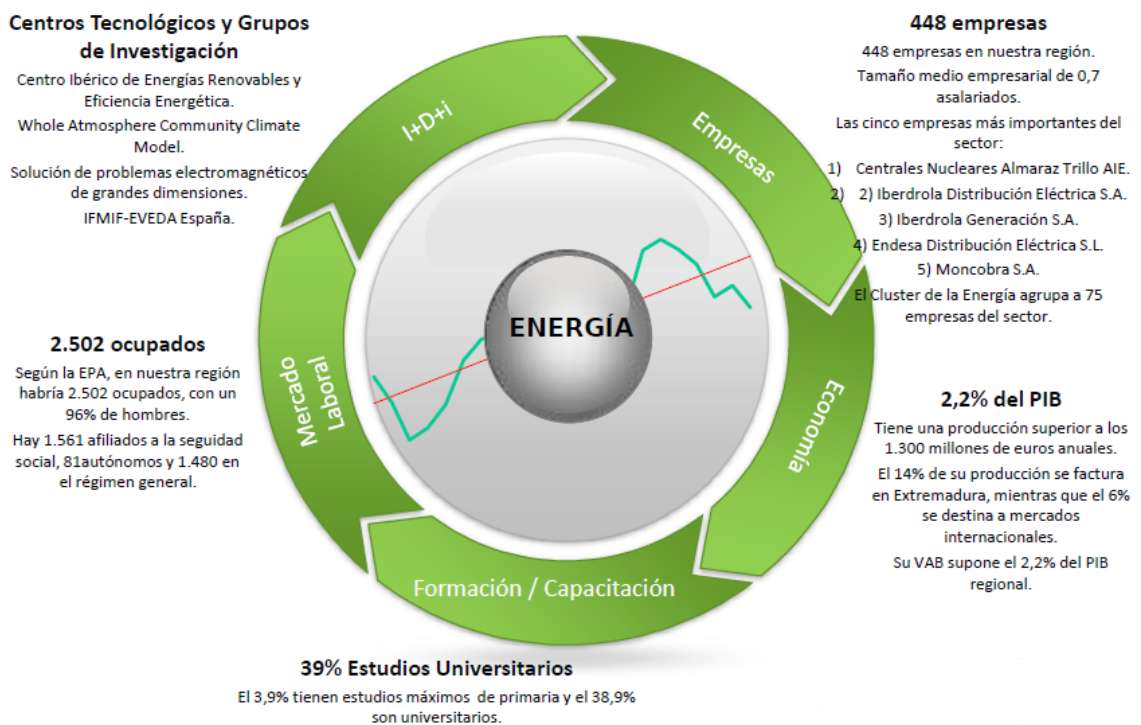 Centros Tecnológicos y Grupos
de Investigación
Centro Ibérico de Energías Renovables y
Eficiencia Energética.
Whole Atmosphere Community Climate
Model.
Solución de problemas electromagnéticos
de grandes dimensiones.
IFMIF-EVEDA España.
I+D+i
Empresas
448 empresas
448 empresas en nuestra región.
Tamaño medio empresarial de 0,7
asalariados.
Las cinco empresas más importantes del
sector:
1) Centrales Nucleares Almaraz Trillo AIE.
2) 2) Iberdrola Distribución Eléctrica S.A.
3) Iberdrola Generación S.A.
4) Endesa Distribución Eléctrica S.L.
5) Moncobra S.A.
El Cluster de la Energía agrupa a 75
empresas del sector.
ENERGÍA
2.502 ocupados
Según la EPA, en nuestra región
habría 2.502 ocupados, con un
96% de hombres.
Hay 1.561 afiliados a la seguidad
social, 81autónomos y 1.480 en
el régimen general.
Mercado
Laboral
Economía
2,2% del PIB
Tiene una producción superior a los
1.300 millones de euros anuales.
El 14% de su producción se factura
en Extremadura, mientras que el 6%
se destina a mercados
internacionales.
Su VAB supone el 2,2% del PIB
regional.
Formación / Capacitación
39% Estudios Universitarios
El 3,9% tienen estudios máximos de primaria y el 38,9%
son universitarios.